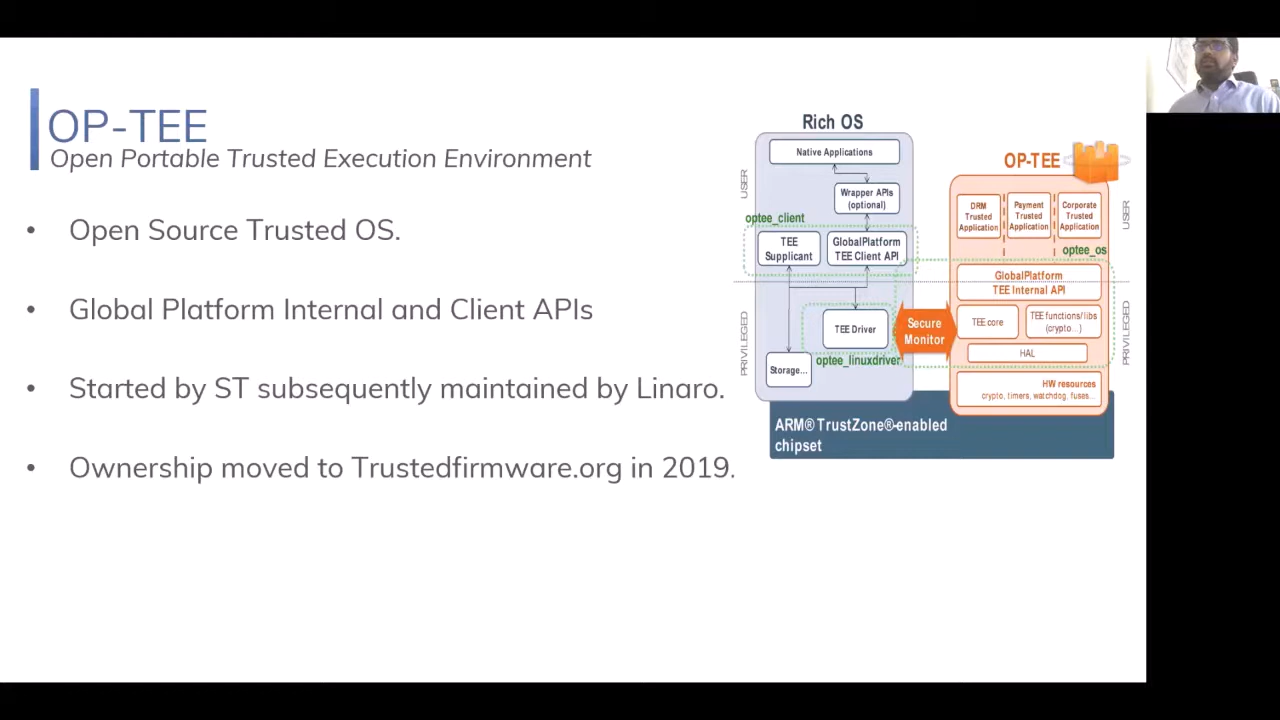 OP-TEE
Open Portable Trusted Execution Environment
• Open Source Trusted OS.
• Global Platform Internal and Client APIs
• Started by ST subsequently maintained by Linaro.
• Ownership moved to Trustedfirmware.org in 2019.
Rich OS
USER
Native Applications
Wrapper APIs
(optional)
optee_client
TEE
Supplicant
GlobalPlatform
TEE Client API
PRIVILEGED
TEE Driver
optee_linuxdriver
Storage...
Secure
Monitor
OP-TEE
DRM
Trusted
Application
Payment
Trusted
Application
Corporate
Trusted
Application
USER
optee_os
GlobalPlatform
TEE Internal API
TEE core
TEE functions/libs
(crypto...)
HAL
PRIVILEGED
HW resources
crypto, timers, watchdog, fuses...
ARM® TrustZone®-enabled
chipset